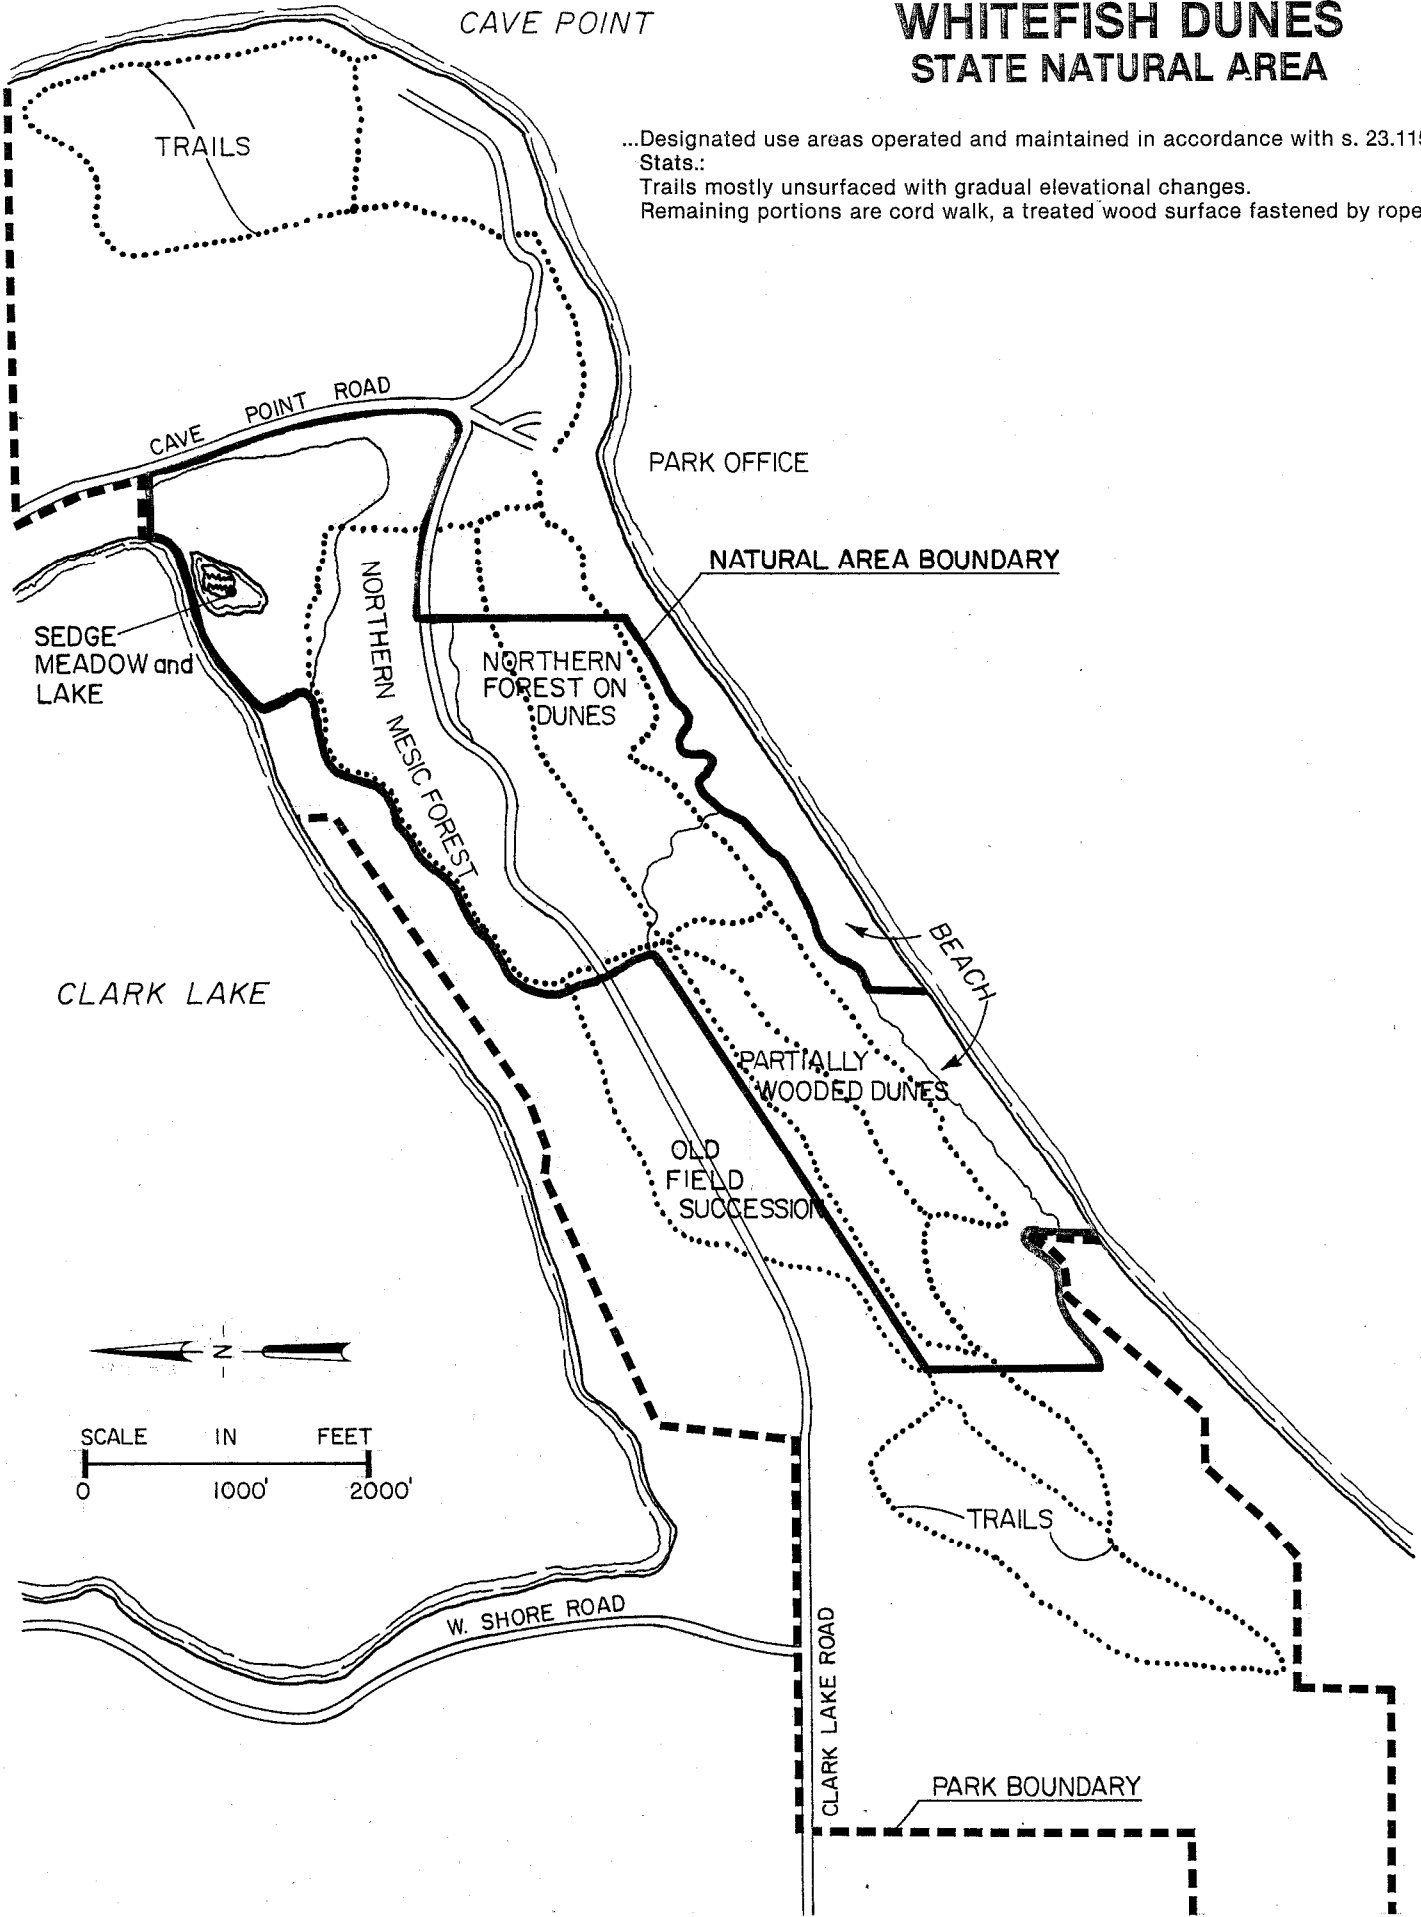 CAVE POINT
WHITEFISH DUNES
STATE NATURAL AREA
...Designated use areas operated and maintained in accordance with s. 23.115
Stats.:
Trails mostly unsurfaced with gradual elevational changes.
Remaining portions are cord walk, a treated wood surface fastened by rope
TRAILS
CAVE POINT ROAD
PARK OFFICE
NATURAL AREA BOUNDARY
SEDGE
MEADOW and
LAKE
NORTHERN MESIC FOREST
NORTHERN
FOREST ON
DUNES
BEACH
CLARK LAKE
PARTIALLY
WOODED DUNES
OLD
FIELD
SUCCESSION
N
SCALE IN FEET
0 1000' 2000'
TRAILS
W. SHORE ROAD
CLARK LAKE ROAD
PARK BOUNDARY